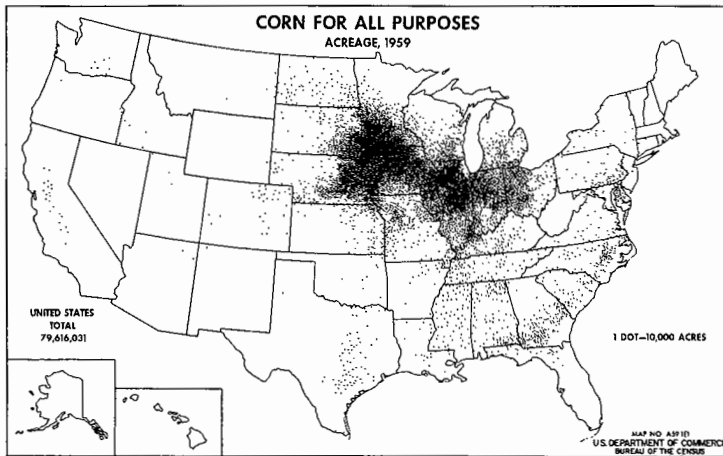 CORN FOR ALL PURPOSES
ACREAGE, 1959
UNITED STATES
TOTAL
79,616,031
1 DOT—10,000 ACRES
MAP NO.
U.S. DEPARTMENT OF COMMERCE
BUREAU OF THE CENSUS